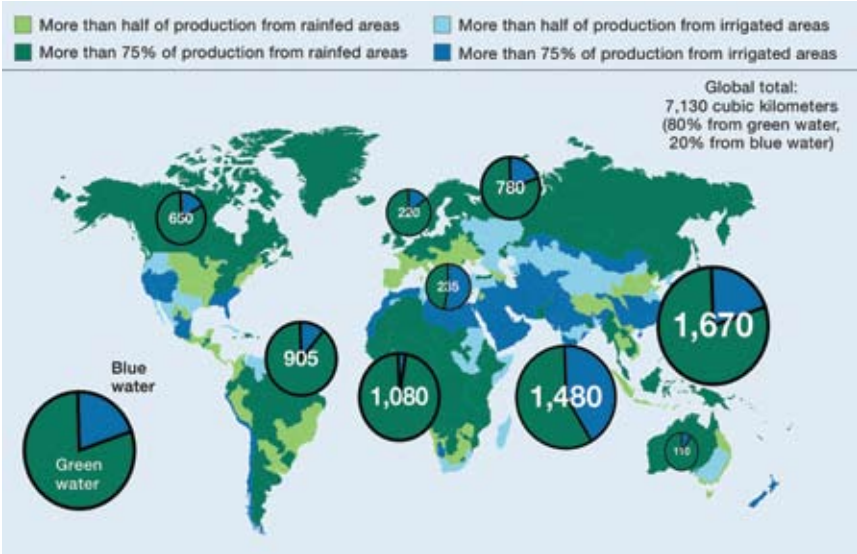 More than half of production from rainfed areas
More than half of production from irrigated areas
More than 75% of production from rainfed areas
More than 75% of production from irrigated areas
Global total:
7,130 cubic kilometers
(80% from green water,
20% from blue water)
780
220
650
235
1,670
905
Blue
water
1,080
1,480
Green
water
110